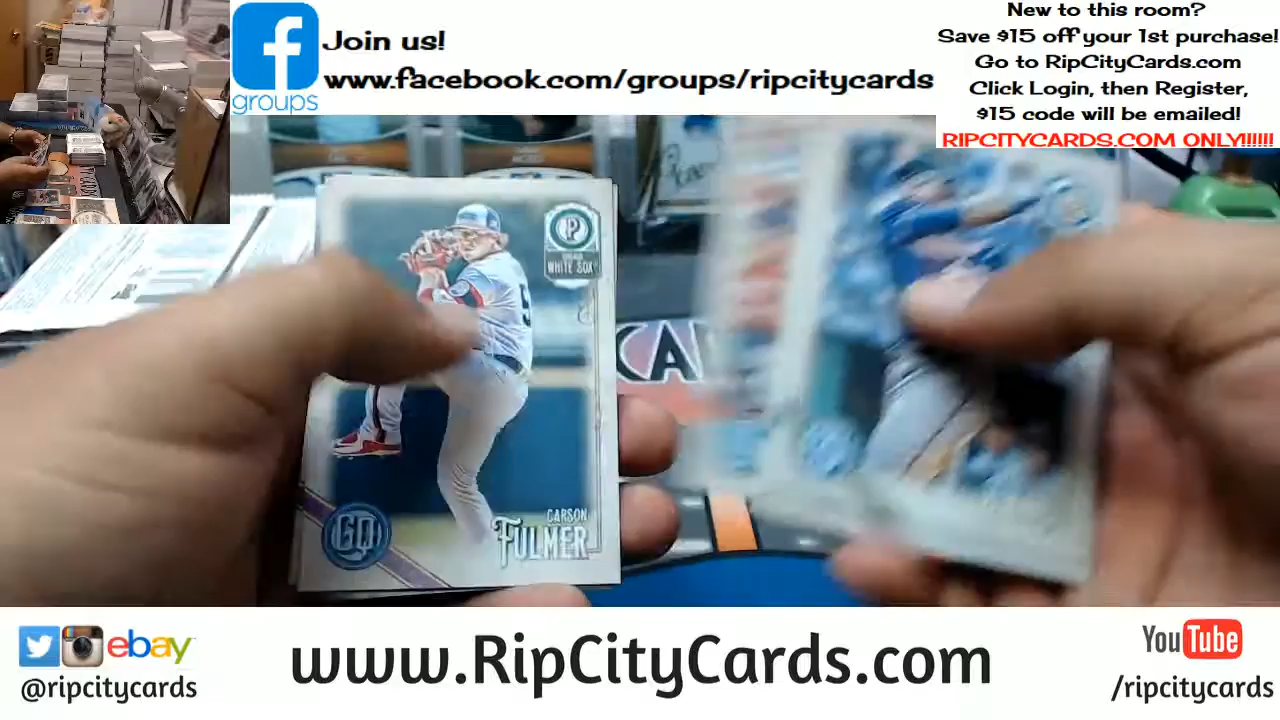 Join us!
www.facebook.com/groups/ripcitycards
groups
New to this room?
Save $15 off your 1st purchase!
Go to RipCityCards.com
Click Login, then Register,
$15 code will be emailed!
RIPCITYCARDS.COM ONLY!!!!!!
P
WHITE SOX
5
CA
GQ
CARSON
FULMER
ebay
@ripcitycards
www.RipCityCards.com
YouTube
/ripcitycards